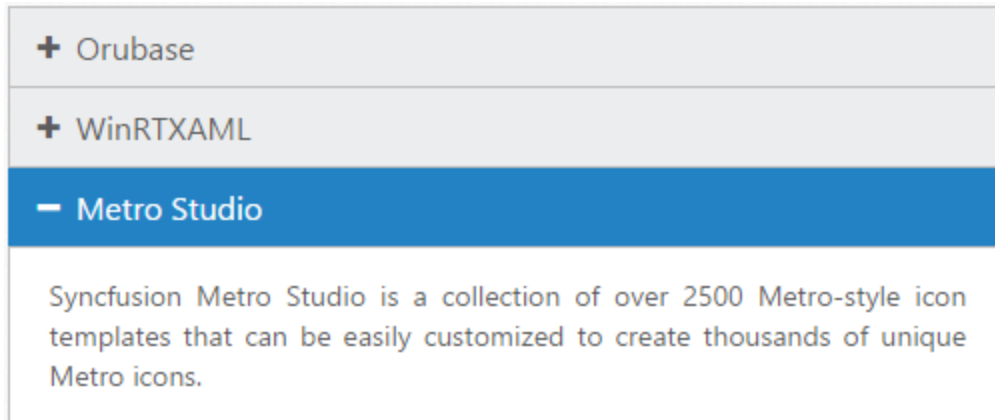 Orubase
WinRTXAML
Metro Studio
Syncfusion Metro Studio is a collection of over 2500 Metro-style icon
templates that can be easily customized to create thousands of unique
Metro icons.